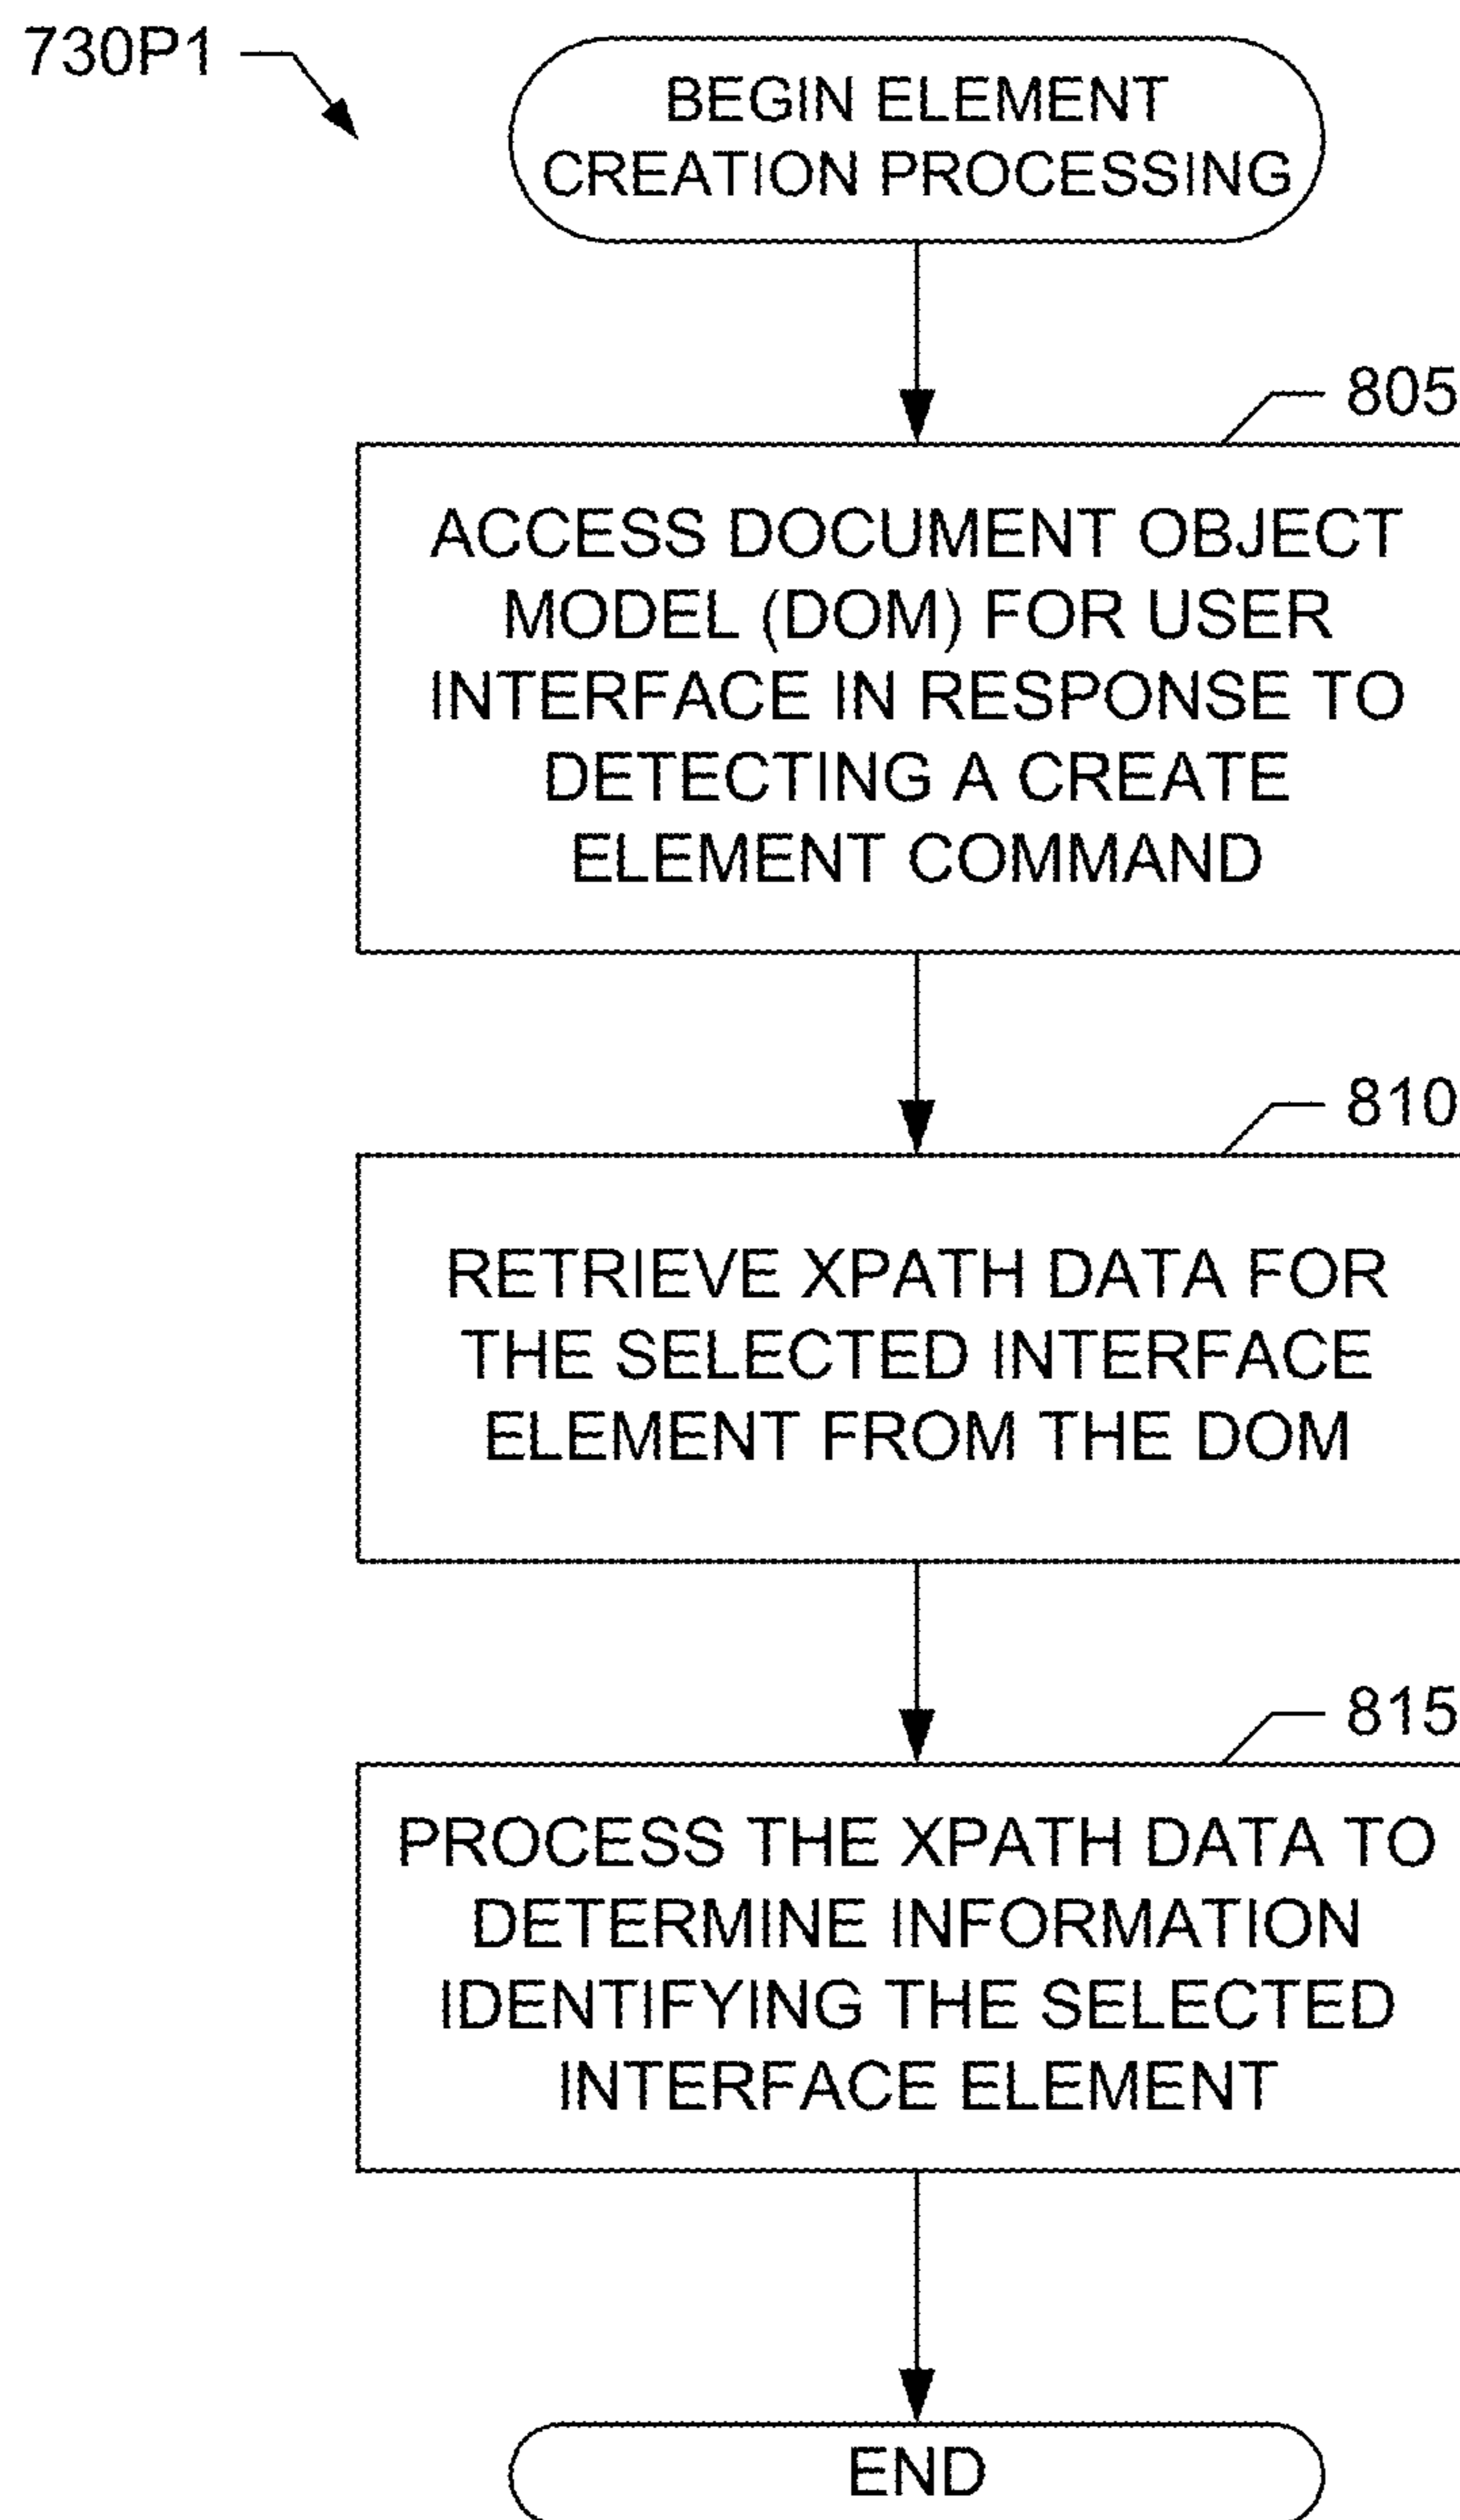 730P1
BEGIN ELEMENT
CREATION PROCESSING
805
ACCESS DOCUMENT OBJECT
MODEL (DOM) FOR USER
INTERFACE IN RESPONSE TO
DETECTING A CREATE
ELEMENT COMMAND
810
RETRIEVE XPATH DATA FOR
THE SELECTED INTERFACE
ELEMENT FROM THE DOM
815
PROCESS THE XPATH DATA TO
DETERMINE INFORMATION
IDENTIFYING THE SELECTED
INTERFACE ELEMENT
END